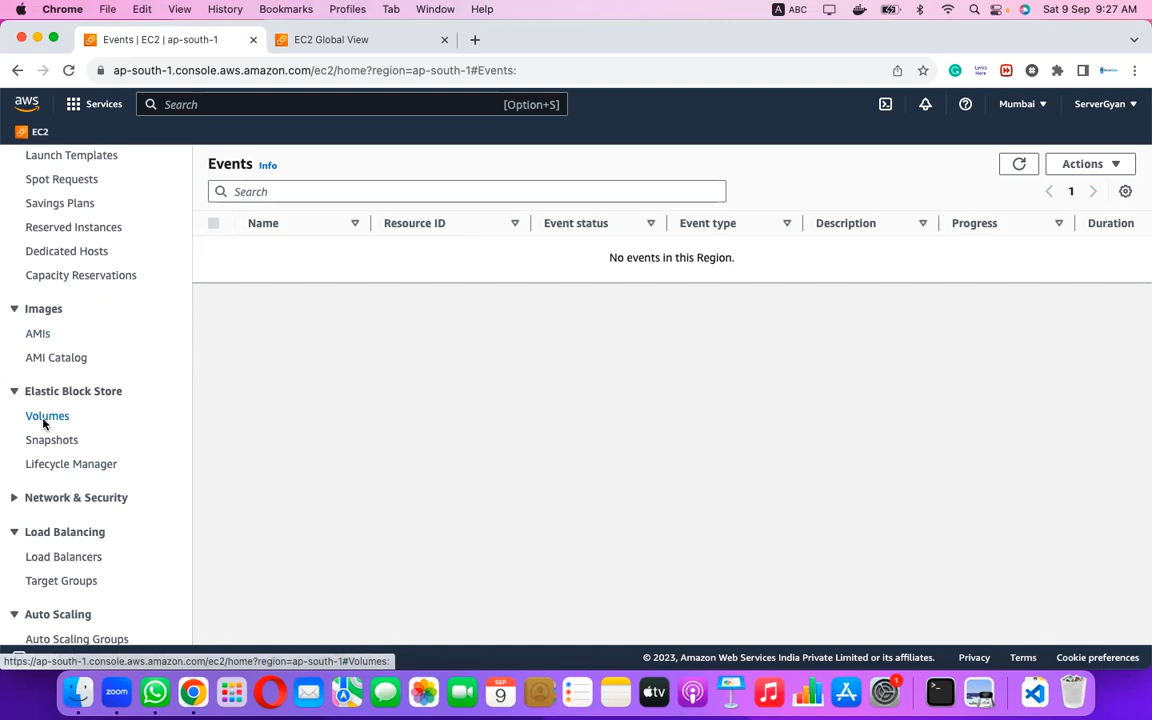 Chrome File Edit View History Bookmarks Profiles Tab Window Help A ABC Sat 9 Sep 9:27 AM
Events | EC2 | ap-south-1 EC2 Global View
ap-south-1.console.aws.amazon.com/ec2/home?region=ap-south-1#Events:
aws Services Search [Option+S] Mumbai ServerGyan
EC2
Launch Templates
Spot Requests
Savings Plans
Reserved Instances
Dedicated Hosts
Capacity Reservations
Images
AMIs
AMI Catalog
Elastic Block Store
Volumes
Snapshots
Lifecycle Manager
Network & Security
Load Balancing
Load Balancers
Target Groups
Auto Scaling
Auto Scaling Groups
Events Info Actions
Search 1
Name Resource ID Event status Event type Description Progress Duration
No events in this Region.
https://ap-south-1.console.aws.amazon.com/ec2/home?region=ap-south-1#Volumes:
© 2023, Amazon Web Services India Private Limited or its affiliates. Privacy Terms Cookie preferences
zoom
9
tv
1